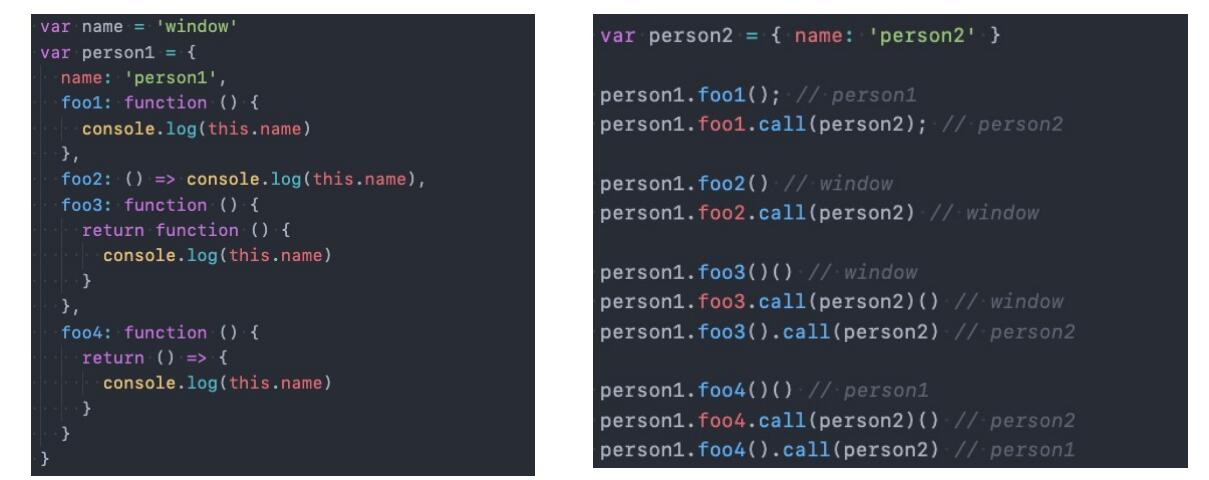 var name = 'window'
var person1 = {
  name: 'person1',
  foo1: function () {
    console.log(this.name)
  },
  foo2: () => console.log(this.name),
  foo3: function () {
    return function () {
      console.log(this.name)
    }
  },
  foo4: function () {
    return () => {
      console.log(this.name)
    }
  }
}
var person2 = { name: 'person2' }
person1.foo1(); // person1
person1.foo1.call(person2); // person2
person1.foo2() // window
person1.foo2.call(person2) // window
person1.foo3()() // window
person1.foo3.call(person2)() // window
person1.foo3().call(person2) // person2
person1.foo4()() // person1
person1.foo4.call(person2)() // person2
person1.foo4().call(person2) // person1